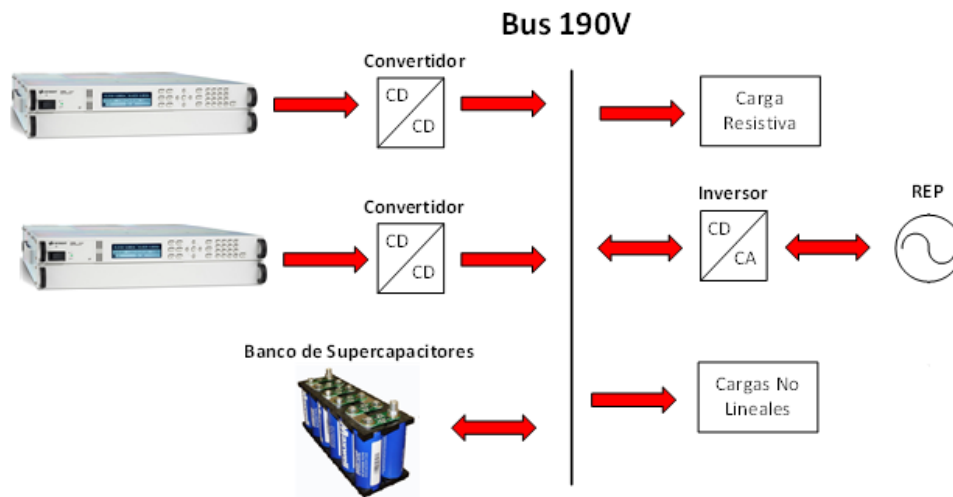 Bus 190V
Convertidor
CD
CD
Carga
Resistiva
Convertidor
CD
CD
Inversor
CD
CA
REP
Banco de Supercapacitores
Cargas No
Lineales